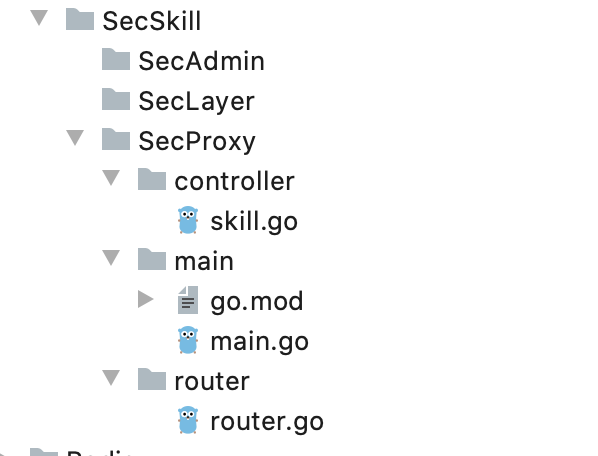 SecSkill
SecAdmin
SecLayer
SecProxy
controller
skill.go
main
go.mod
main.go
router
router.go